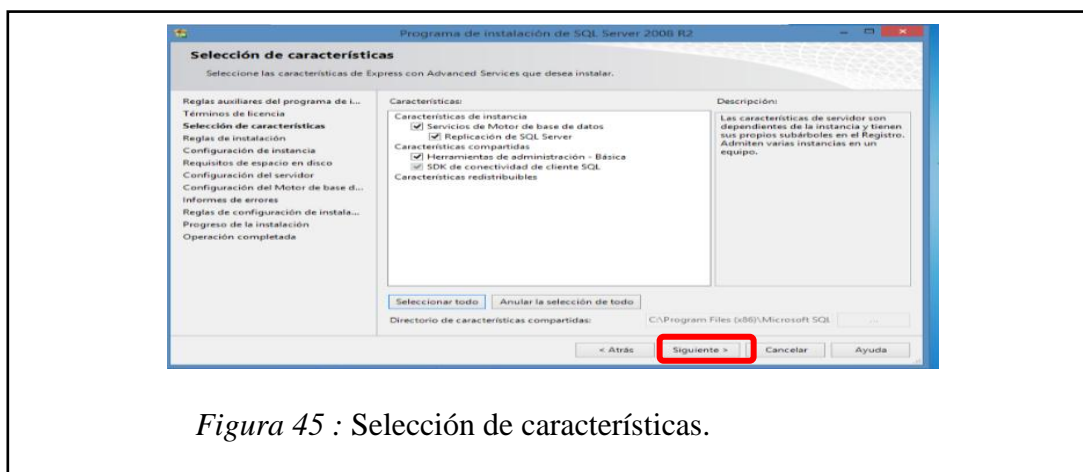 Programa de instalación de SQL Server 2008 R2
Selección de características
Seleccione las características de Express con Advanced Services que desea instalar.
Reglas auxiliares del programa de i...
Términos de licencia
Selección de características
Reglas de instalación
Configuración de instancia
Requisitos de espacio en disco
Configuración del servidor
Configuración del Motor de base d...
Informes de errores
Reglas de configuración de instala...
Progreso de la instalación
Operación completada
Características:
Características de instancia
Servicios de Motor de base de datos
Replicación de SQL Server
Características compartidas
Herramientas de administración - Básica
SDK de conectividad de cliente SQL
Características redistribuibles
Descripción:
Las características de servidor son
dependientes de la instancia y tienen
sus propios subárboles en el Registro.
Admiten varias instancias en un
equipo.
Seleccionar todo Anular la selección de todo
Directorio de características compartidas: C:\Program Files (x86)\Microsoft SQL ...
< Atrás Siguiente > Cancelar Ayuda
Figura 45 : Selección de características.